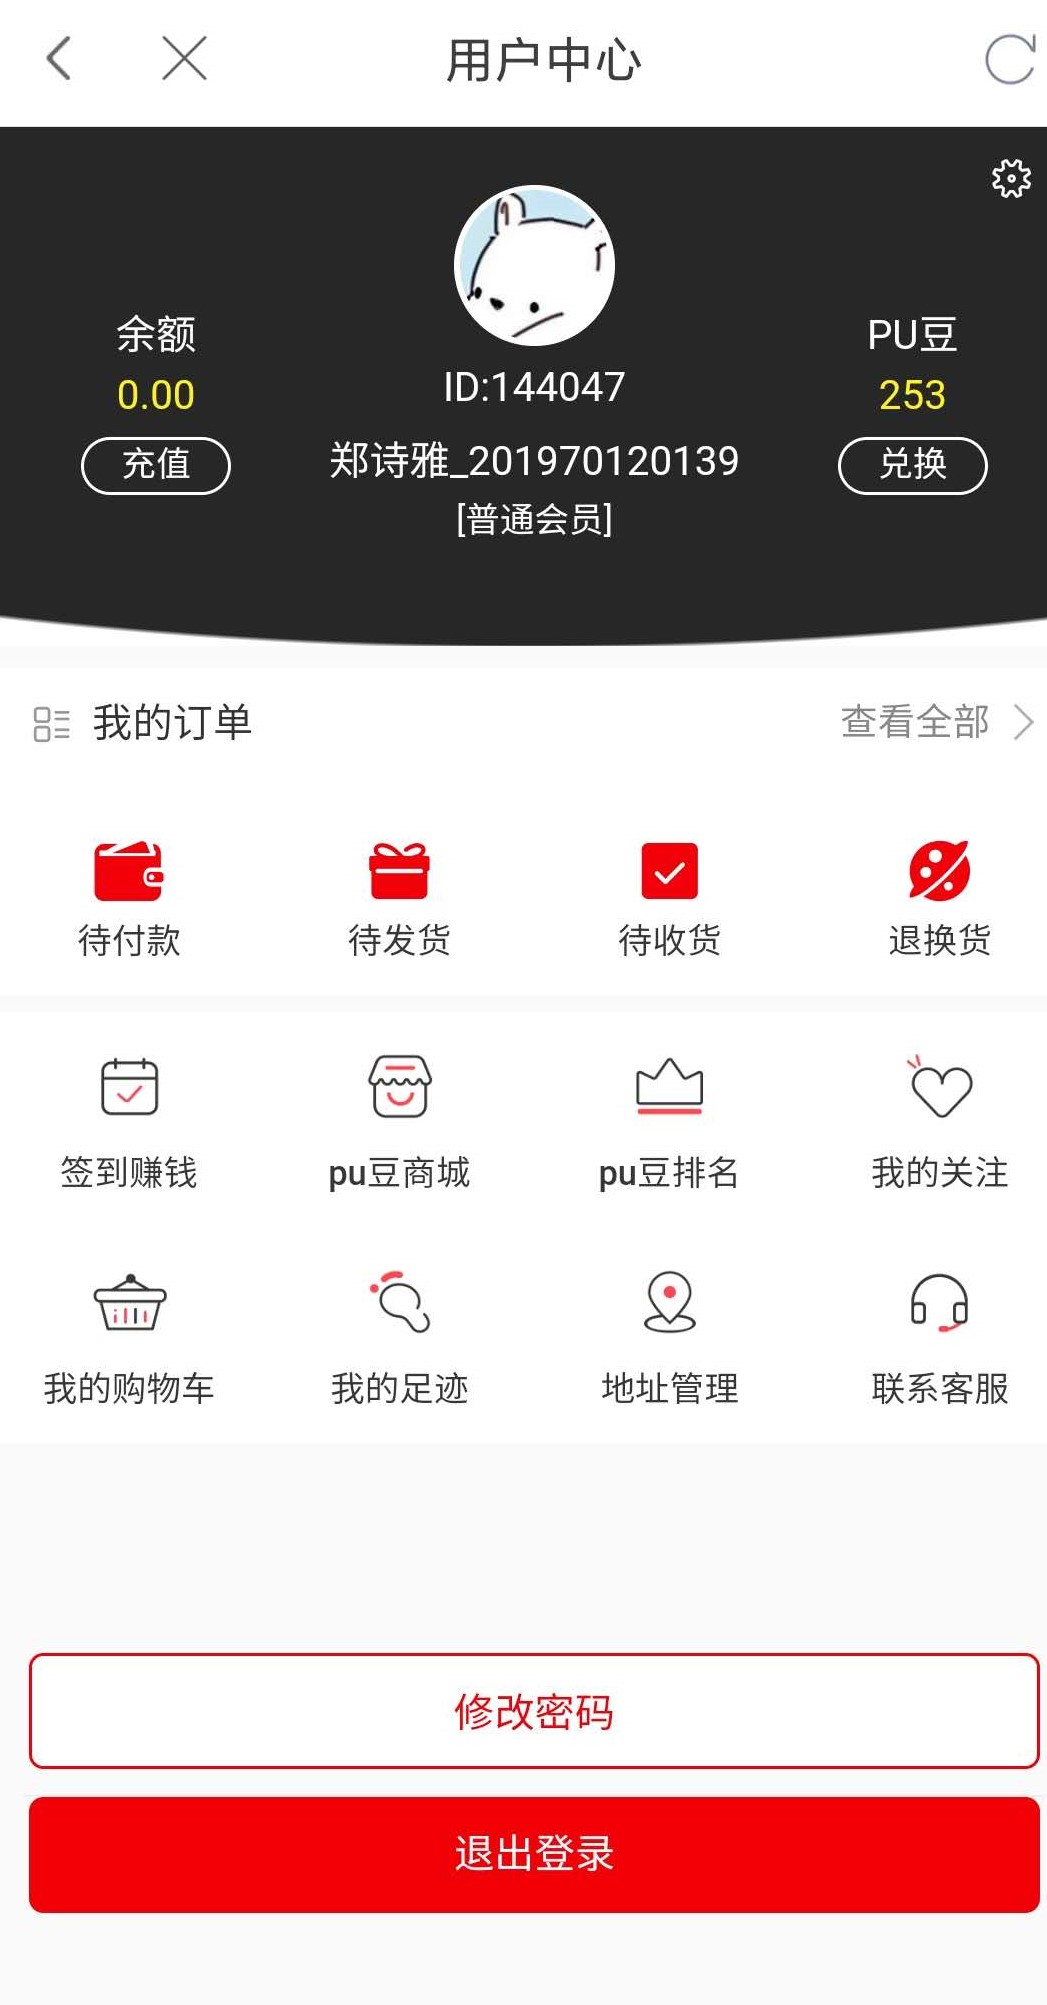 用户中心
余额
0.00
充值
ID:144047
郑诗雅_201970120139
[普通会员]
PU豆
253
兑换
我的订单
查看全部
待付款 待发货 待收货 退换货
签到赚钱 pu豆商城 pu豆排名 我的关注
我的购物车 我的足迹 地址管理 联系客服
修改密码
退出登录